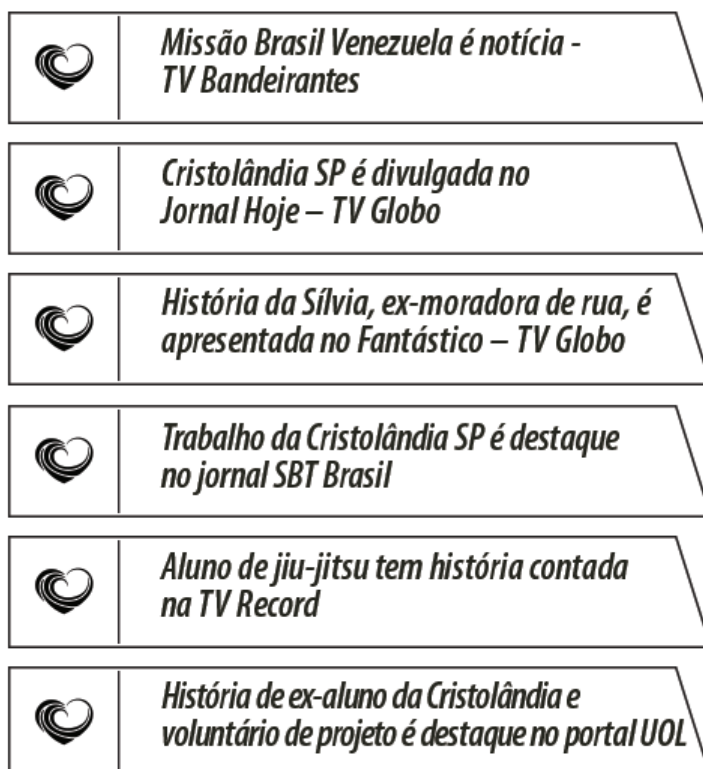 Missão Brasil Venezuela é notícia -
TV Bandeirantes
Cristolândia SP é divulgada no
Jornal Hoje – TV Globo
História da Sílvia, ex-moradora de rua, é
apresentada no Fantástico – TV Globo
Trabalho da Cristolândia SP é destaque
no jornal SBT Brasil
Aluno de jiu-jitsu tem história contada
na TV Record
História de ex-aluno da Cristolândia e
voluntário de projeto é destaque no portal UOL